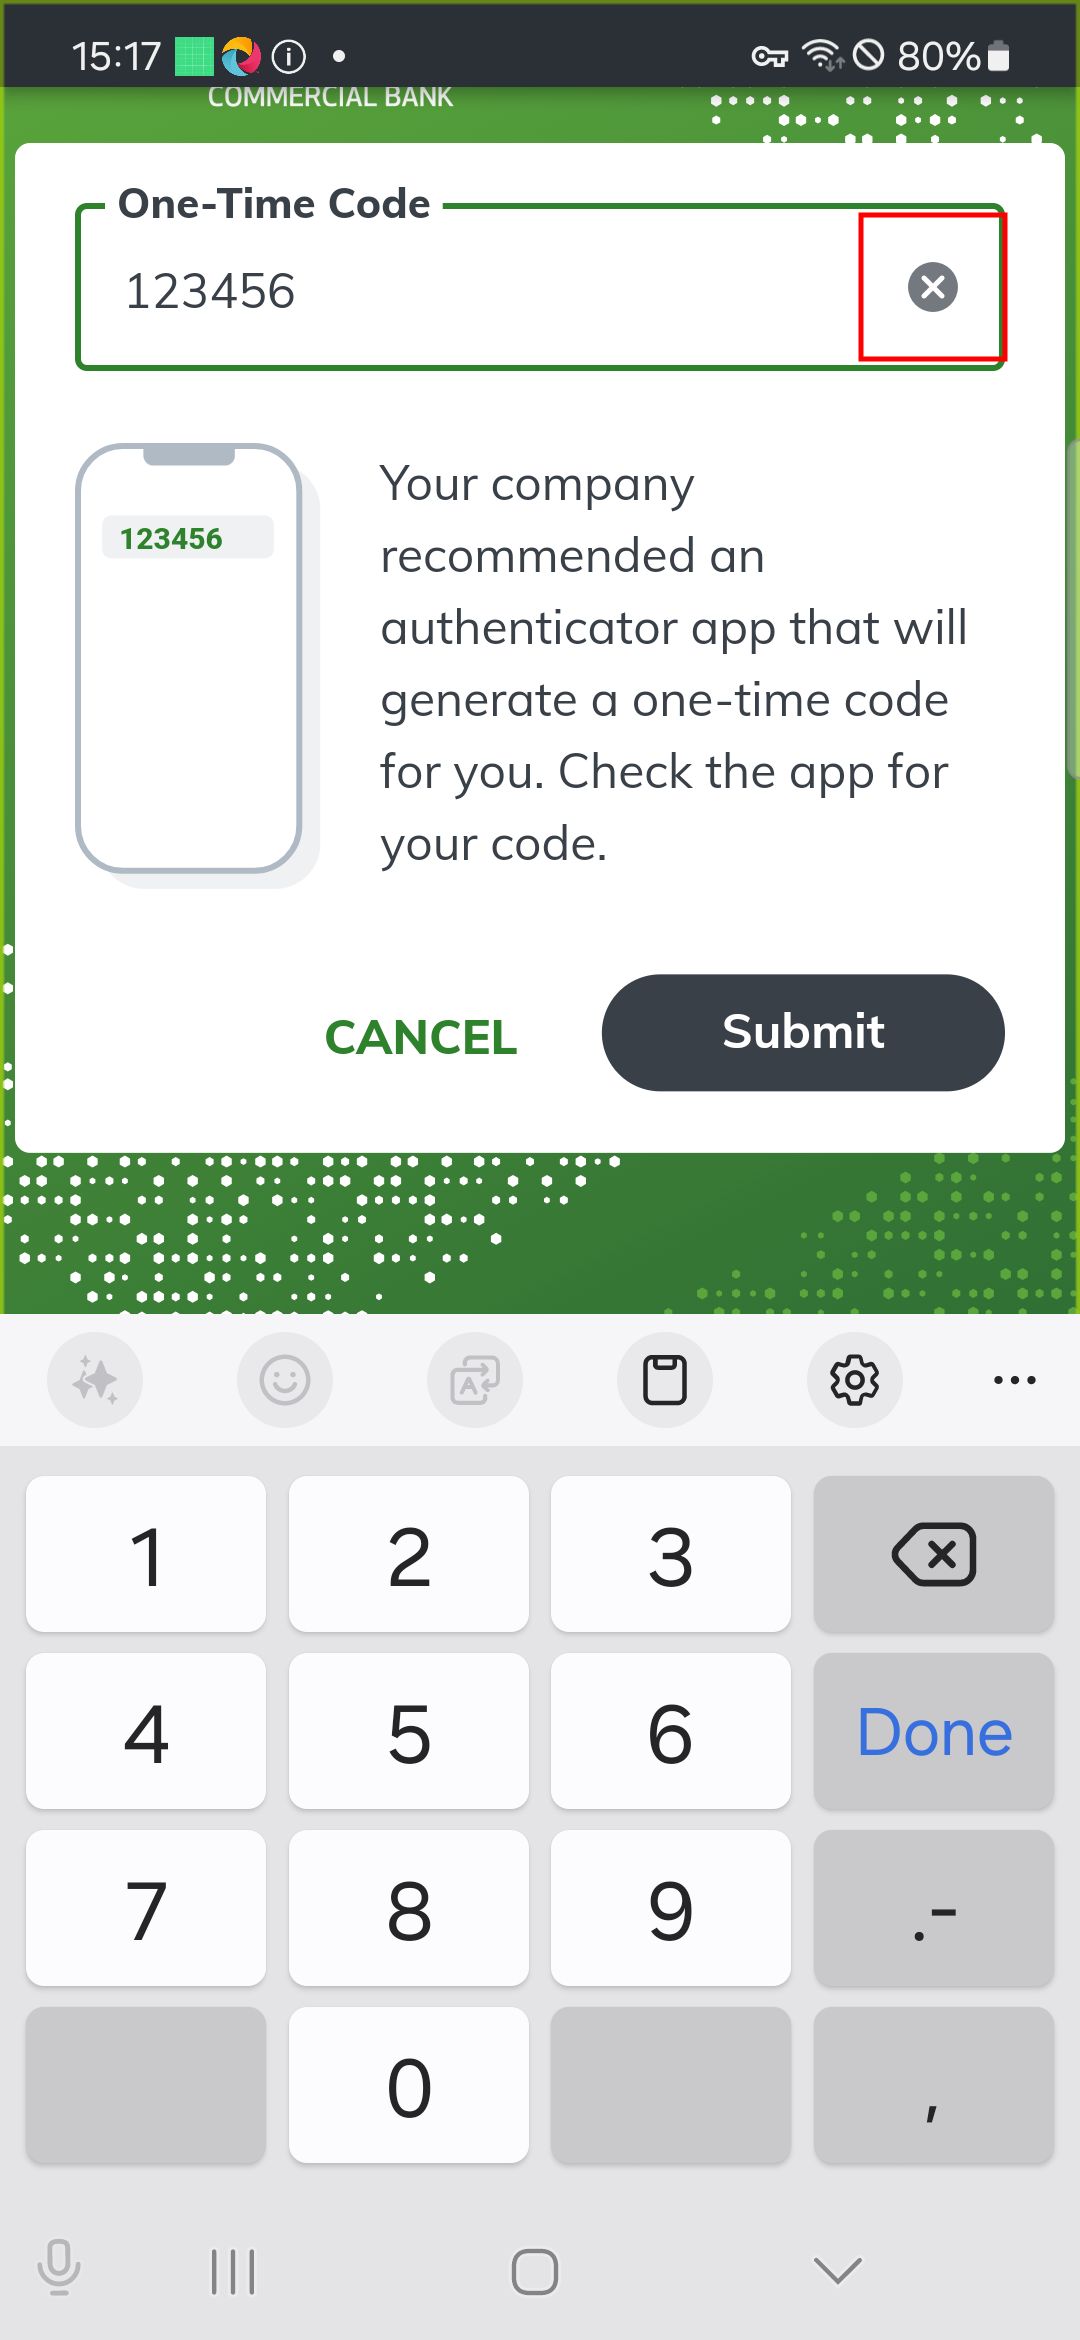 15:17
80%
COMMERCIAL BANK
One-Time Code
123456
123456
Your company
recommended an
authenticator app that will
generate a one-time code
for you. Check the app for
your code.
CANCEL
Submit
1 2 3
4 5 6 Done
7 8 9 .-
0 ,